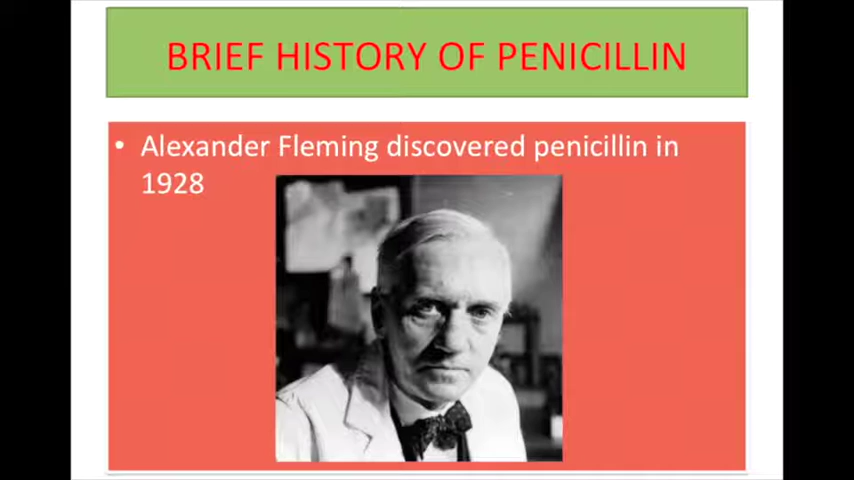 BRIEF HISTORY OF PENICILLIN
• Alexander Fleming discovered penicillin in
1928